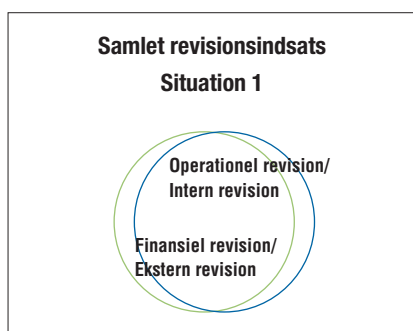 Samlet revisionsindsats
Situation 1
Operationel revision/
Intern revision
Finansiel revision/
Ekstern revision